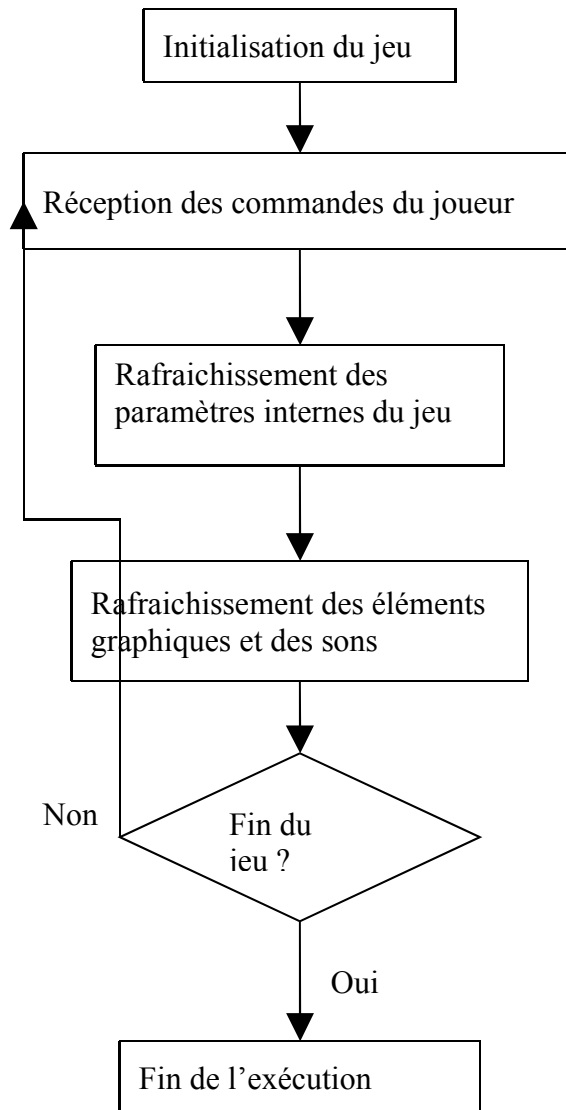 Initialisation du jeu
Réception des commandes du joueur
Rafraichissement des
paramètres internes du jeu
Rafraichissement des éléments
graphiques et des sons
Non
Fin du
jeu ?
Oui
Fin de l’exécution